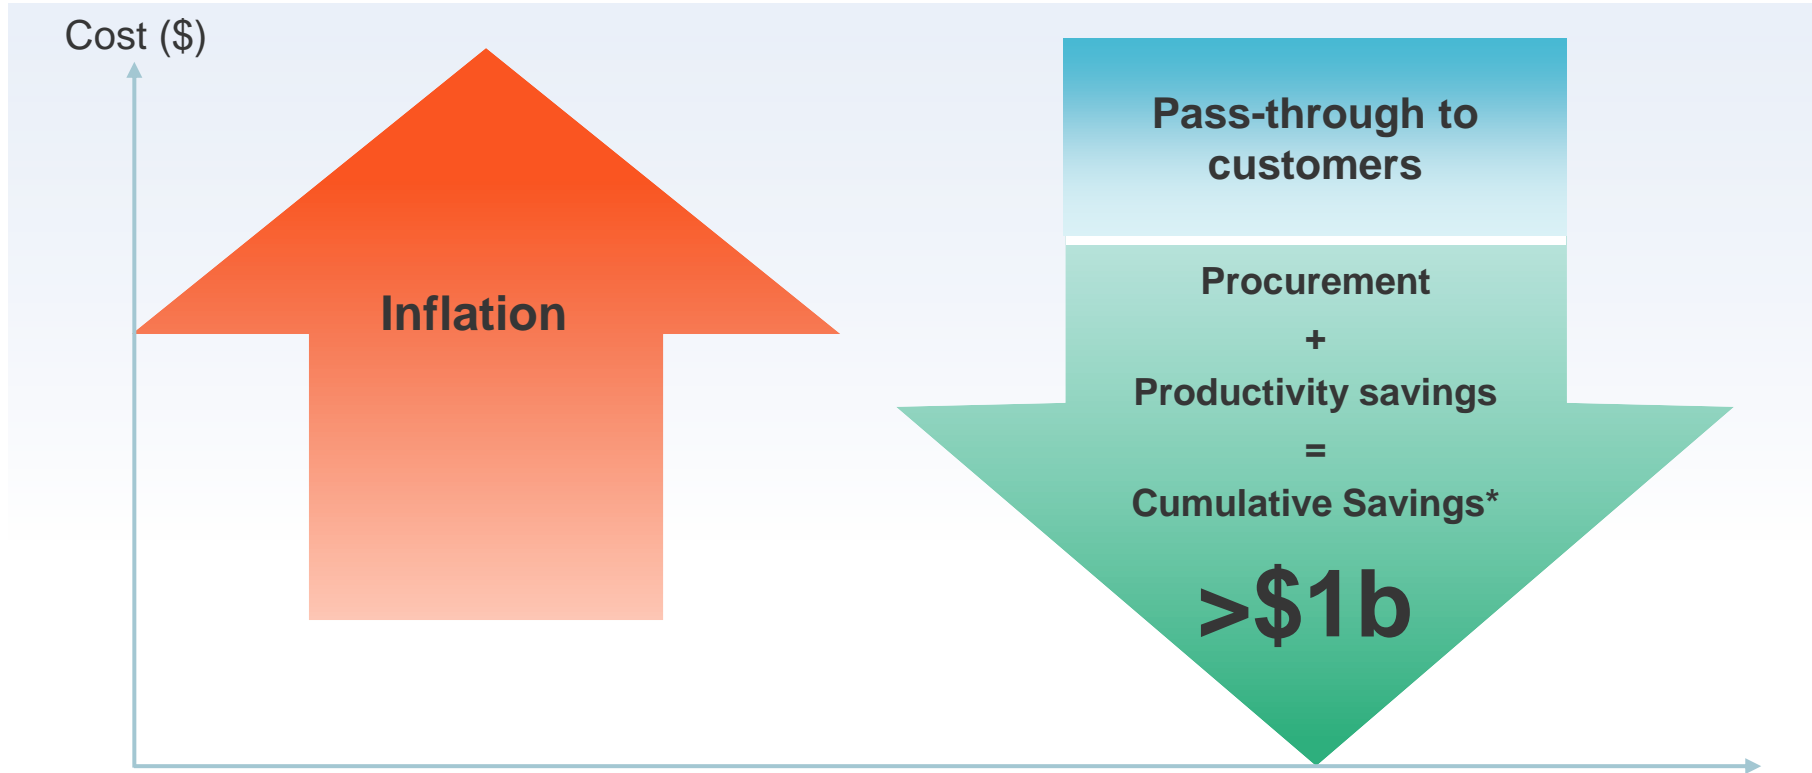 Cost ($)
Inflation
Pass-through to
customers
Procurement
+
Productivity savings
=
Cumulative Savings*
>$1b